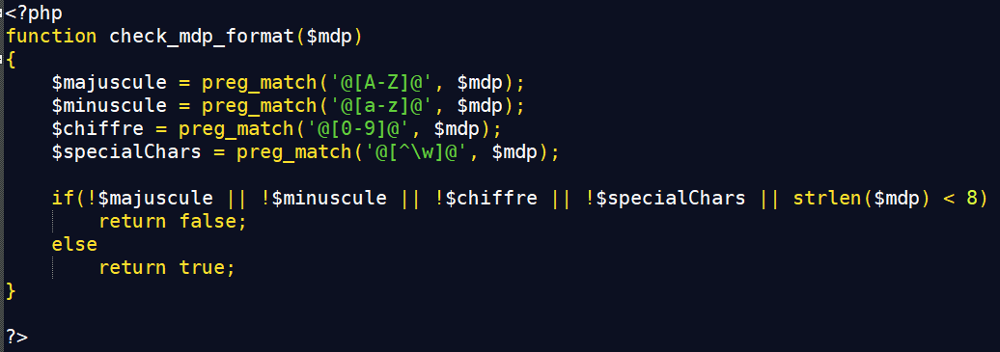 <?php
function check_mdp_format($mdp)
{
    $majuscule = preg_match('@[A-Z]@', $mdp);
    $minuscule = preg_match('@[a-z]@', $mdp);
    $chiffre = preg_match('@[0-9]@', $mdp);
    $specialChars = preg_match('@[^\w]@', $mdp);

    if(!$majuscule || !$minuscule || !$chiffre || !$specialChars || strlen($mdp) < 8)
        return false;
    else
        return true;
}

?>